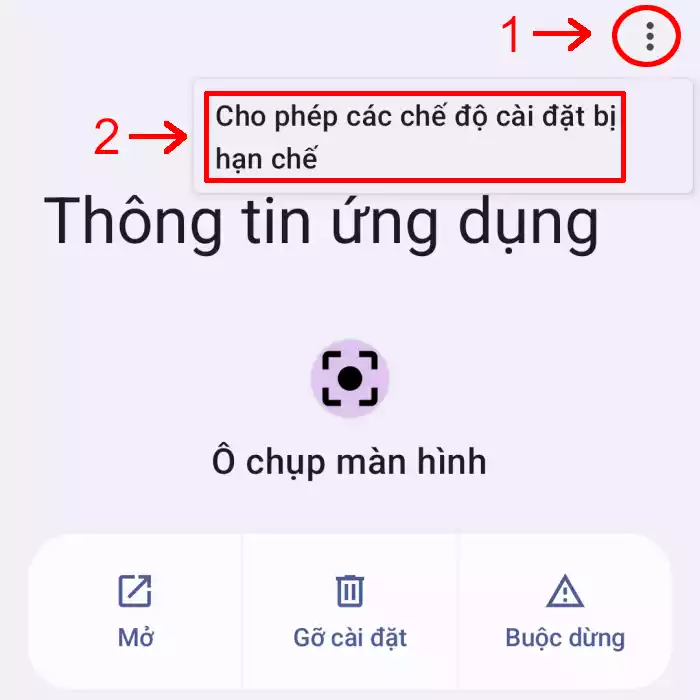 1
2
Cho phép các chế độ cài đặt bị
hạn chế
Thông tin ứng dụng
Ô chụp màn hình
Mở
Gỡ cài đặt
Buộc dừng